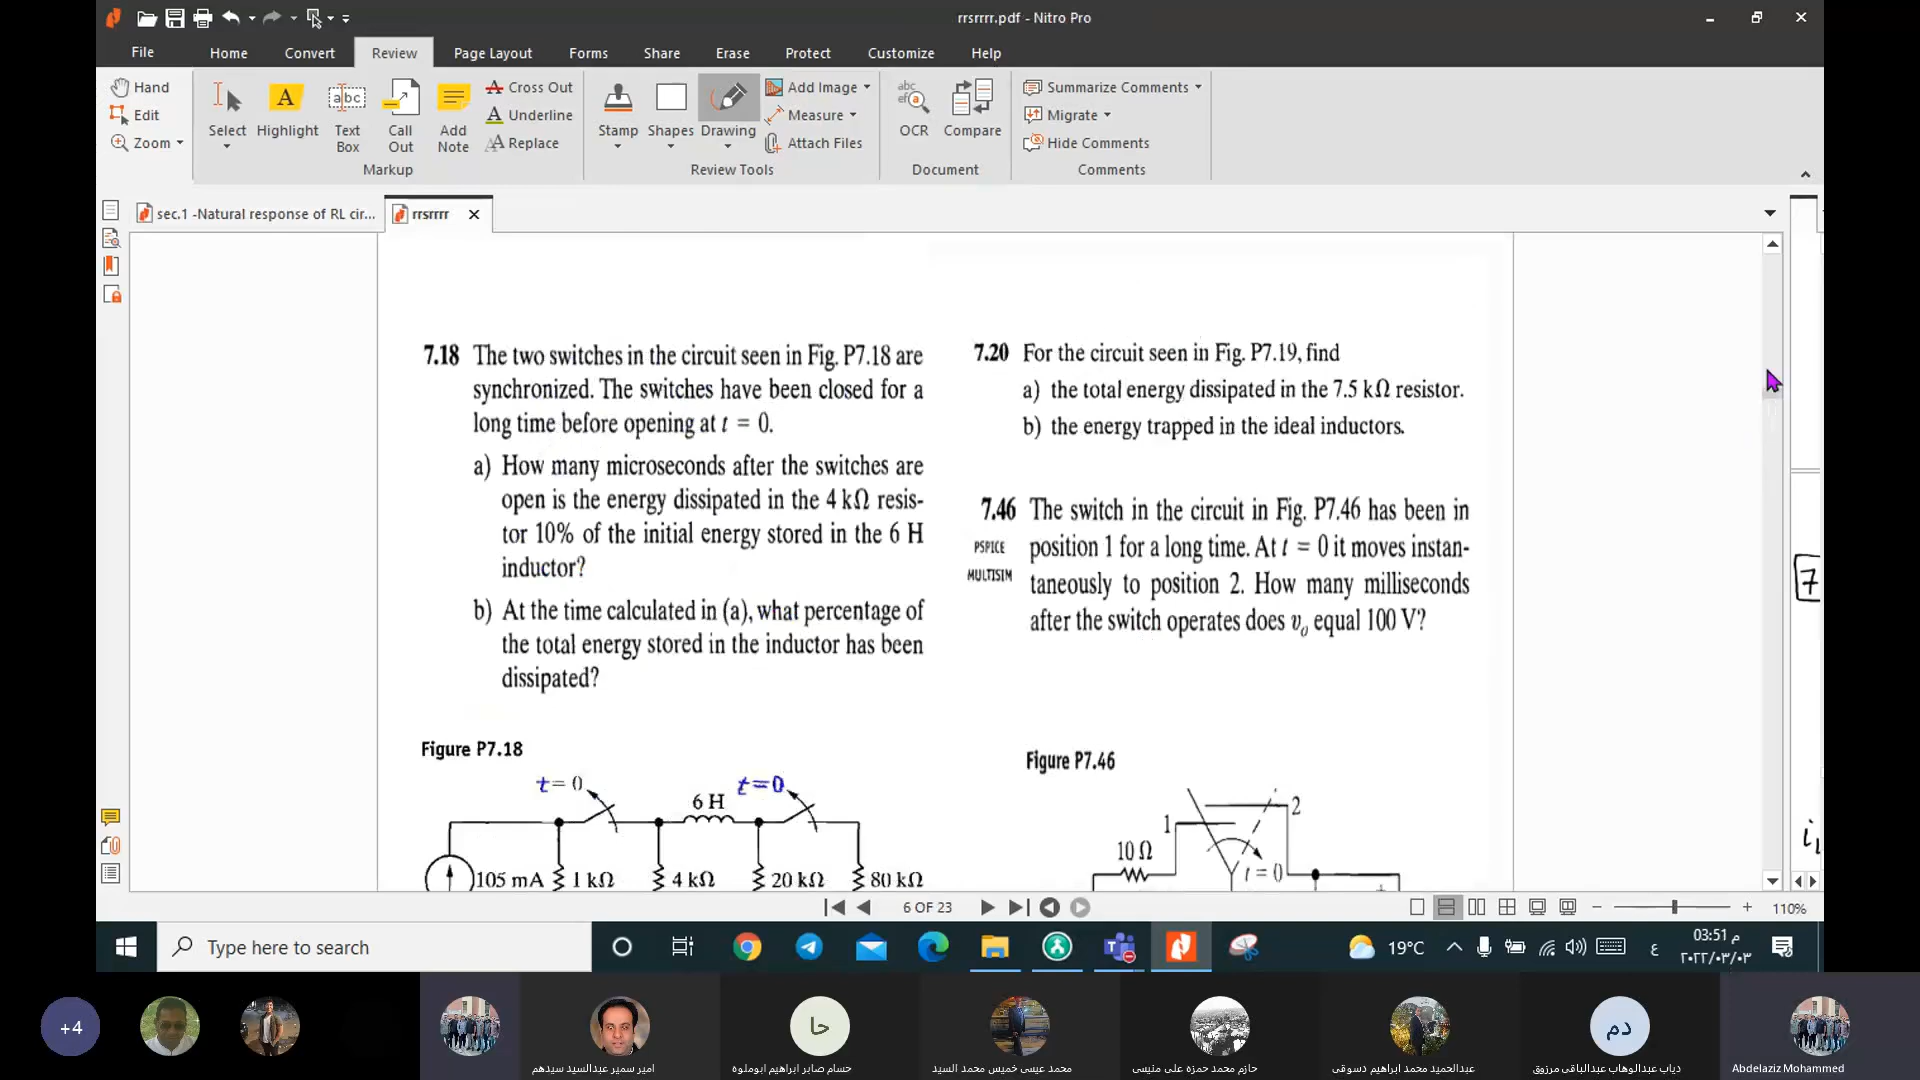 rrsrrrr.pdf - Nitro Pro
File
Home
Convert
Review
Page Layout
Forms
Share
Erase
Protect
Customize
Help
Hand
Edit
Zoom
Select
Highlight
Text Box
Call Out
Add Note
Cross Out
Underline
Replace
Markup
Stamp
Shapes
Drawing
Add Image
Measure
Attach Files
Review Tools
OCR
Compare
Document
Summarize Comments
Migrate
Hide Comments
Comments
sec.1 -Natural response of RL cir...
rrsrrrr
7.18 The two switches in the circuit seen in Fig. P7.18 are
synchronized. The switches have been closed for a
long time before opening at t = 0.
a) How many microseconds after the switches are
open is the energy dissipated in the 4 kΩ resis-
tor 10% of the initial energy stored in the 6 H
inductor?
b) At the time calculated in (a), what percentage of
the total energy stored in the inductor has been
dissipated?
Figure P7.18
t = 0
6 H
t=0
105 mA
1 kΩ
4 kΩ
20 kΩ
80 kΩ
7.20 For the circuit seen in Fig. P7.19, find
a) the total energy dissipated in the 7.5 kΩ resistor.
b) the energy trapped in the ideal inductors.
7.46 The switch in the circuit in Fig. P7.46 has been in
PSPICE position 1 for a long time. At t = 0 it moves instan-
MULTISIM taneously to position 2. How many milliseconds
after the switch operates does vo equal 100 V?
Figure P7.46
1
2
10 Ω
t = 0
+
7
6 OF 23
110%
Type here to search
19°C
ع
03:51 م
٢٠٢٢/٠٣/٠٣
+4
حا
دم
امير سمير عبدالسيد سيدهم
حسام صابر ابراهيم ابوملوه
محمد عيسى خميس محمد السيد
حازم محمد حمزه على منيسى
عبدالحميد محمد ابراهيم دسوقى
دياب عبدالوهاب عبدالباقى مرزوق
Abdelaziz Mohammed